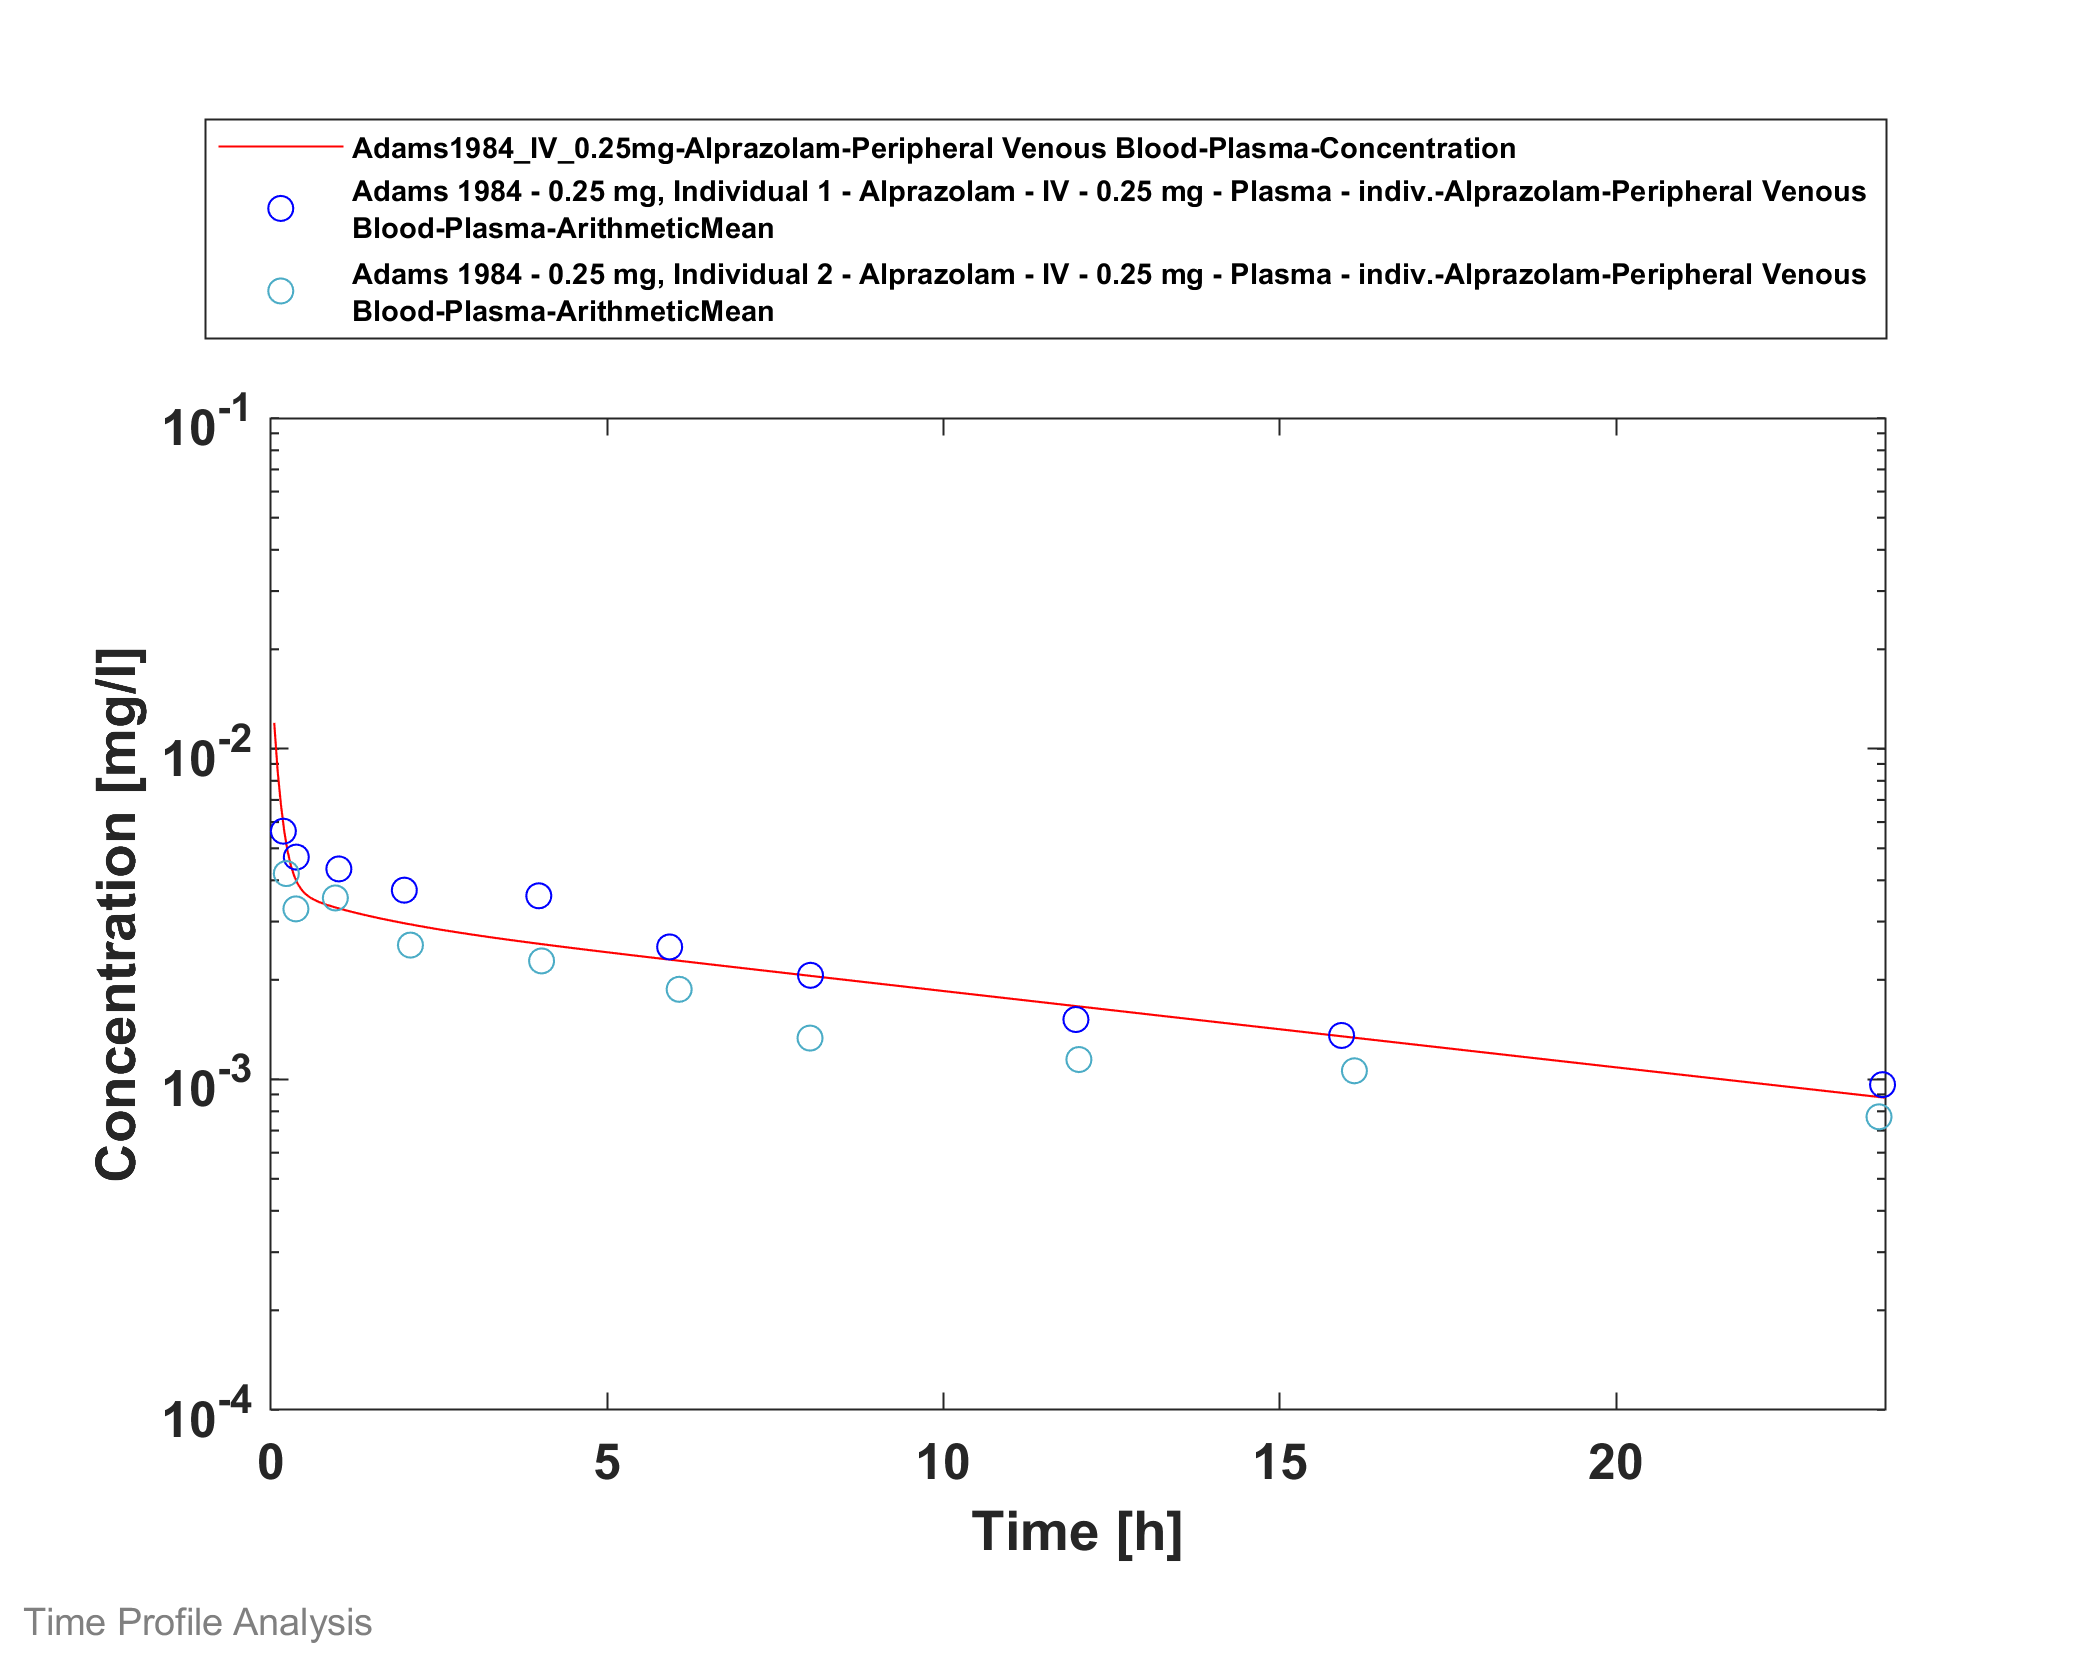 Adams1984_IV_0.25mg-Alprazolam-Peripheral Venous Blood-Plasma-Concentration
Adams 1984 - 0.25 mg, Individual 1 - Alprazolam - IV - 0.25 mg - Plasma - indiv.-Alprazolam-Peripheral Venous
Blood-Plasma-ArithmeticMean
Adams 1984 - 0.25 mg, Individual 2 - Alprazolam - IV - 0.25 mg - Plasma - indiv.-Alprazolam-Peripheral Venous
Blood-Plasma-ArithmeticMean
10^-1
10^-2
10^-3
10^-4
Concentration [mg/l]
0 5 10 15 20
Time [h]
Time Profile Analysis